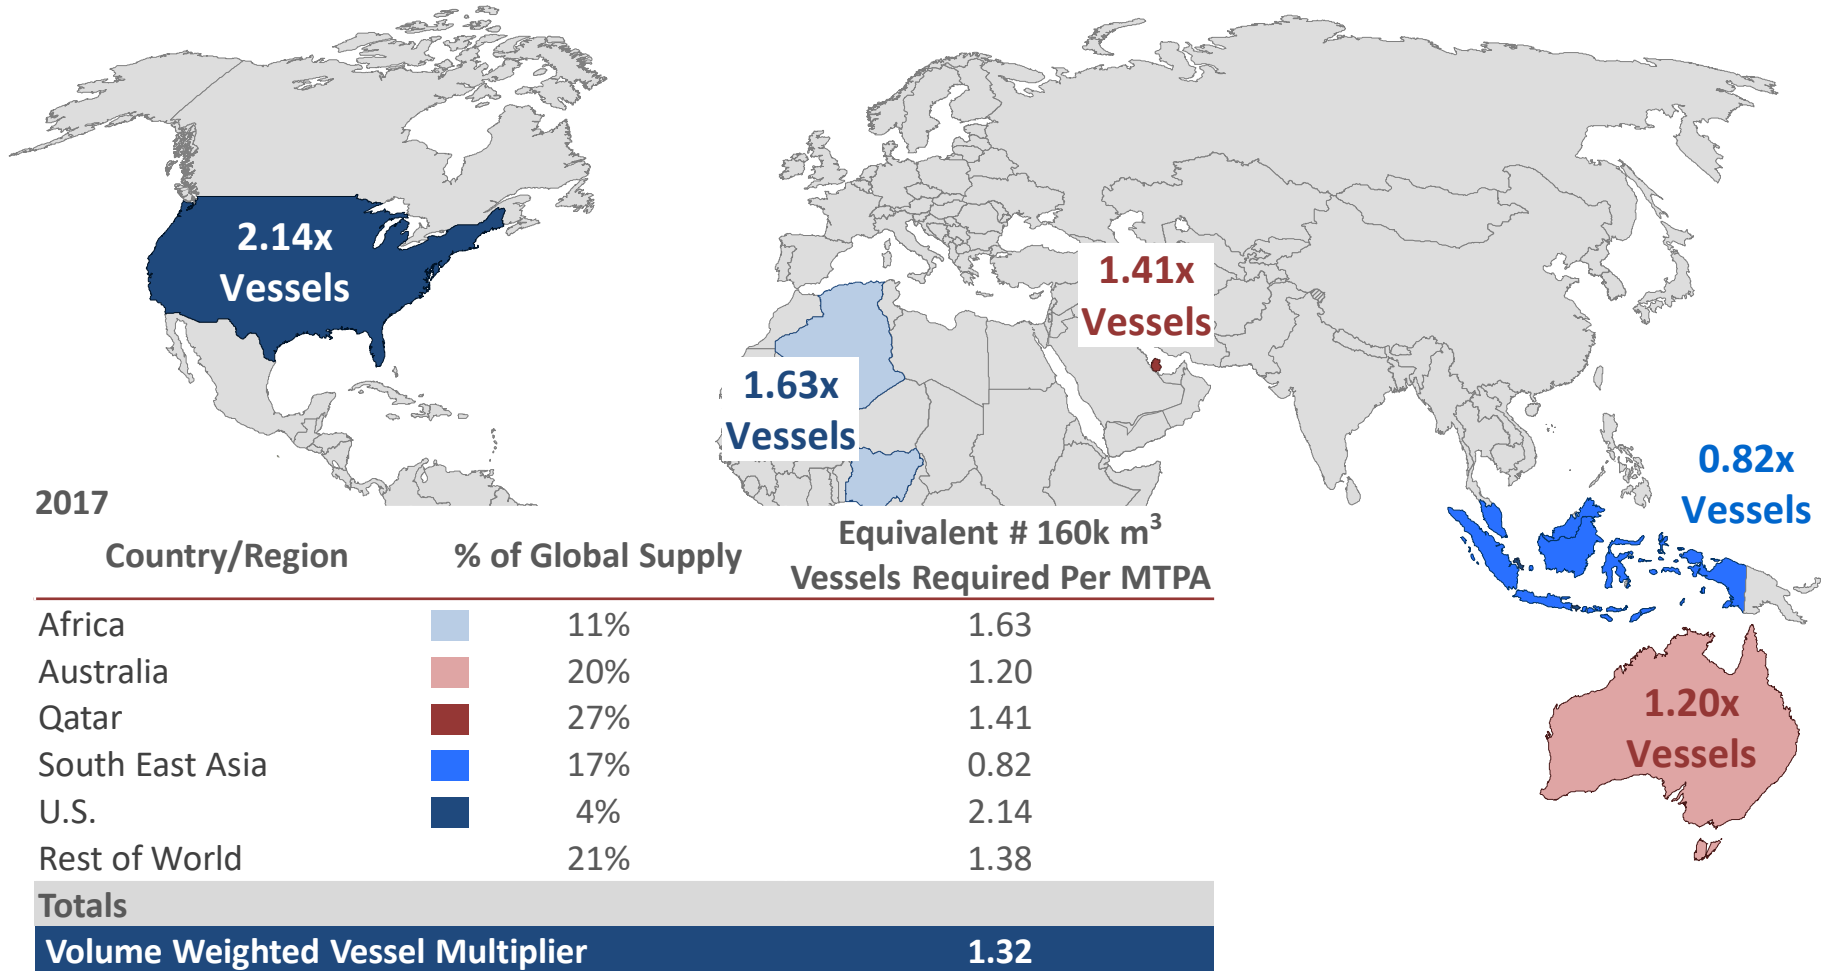 2.14x
Vessels
1.41x
Vessels
1.63x
Vessels
0.82x
Vessels
1.20x
Vessels
2017
Country/Region % of Global Supply Equivalent # 160k m³
Vessels Required Per MTPA
Africa 11% 1.63
Australia 20% 1.20
Qatar 27% 1.41
South East Asia 17% 0.82
U.S. 4% 2.14
Rest of World 21% 1.38
Totals
Volume Weighted Vessel Multiplier 1.32